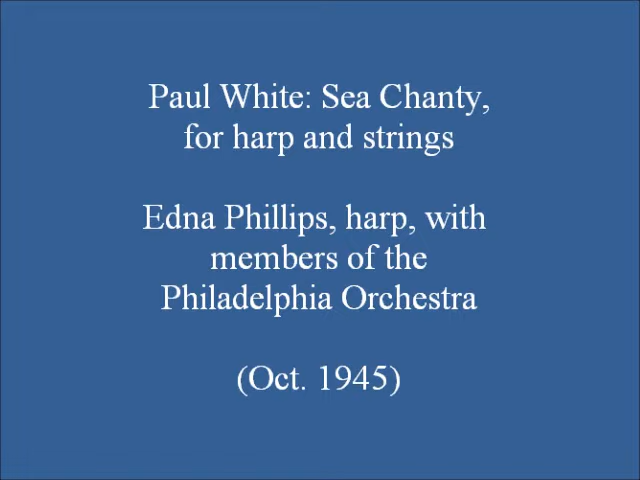 Paul White: Sea Chanty,
for harp and strings
Edna Phillips, harp, with
members of the
Philadelphia Orchestra
(Oct. 1945)